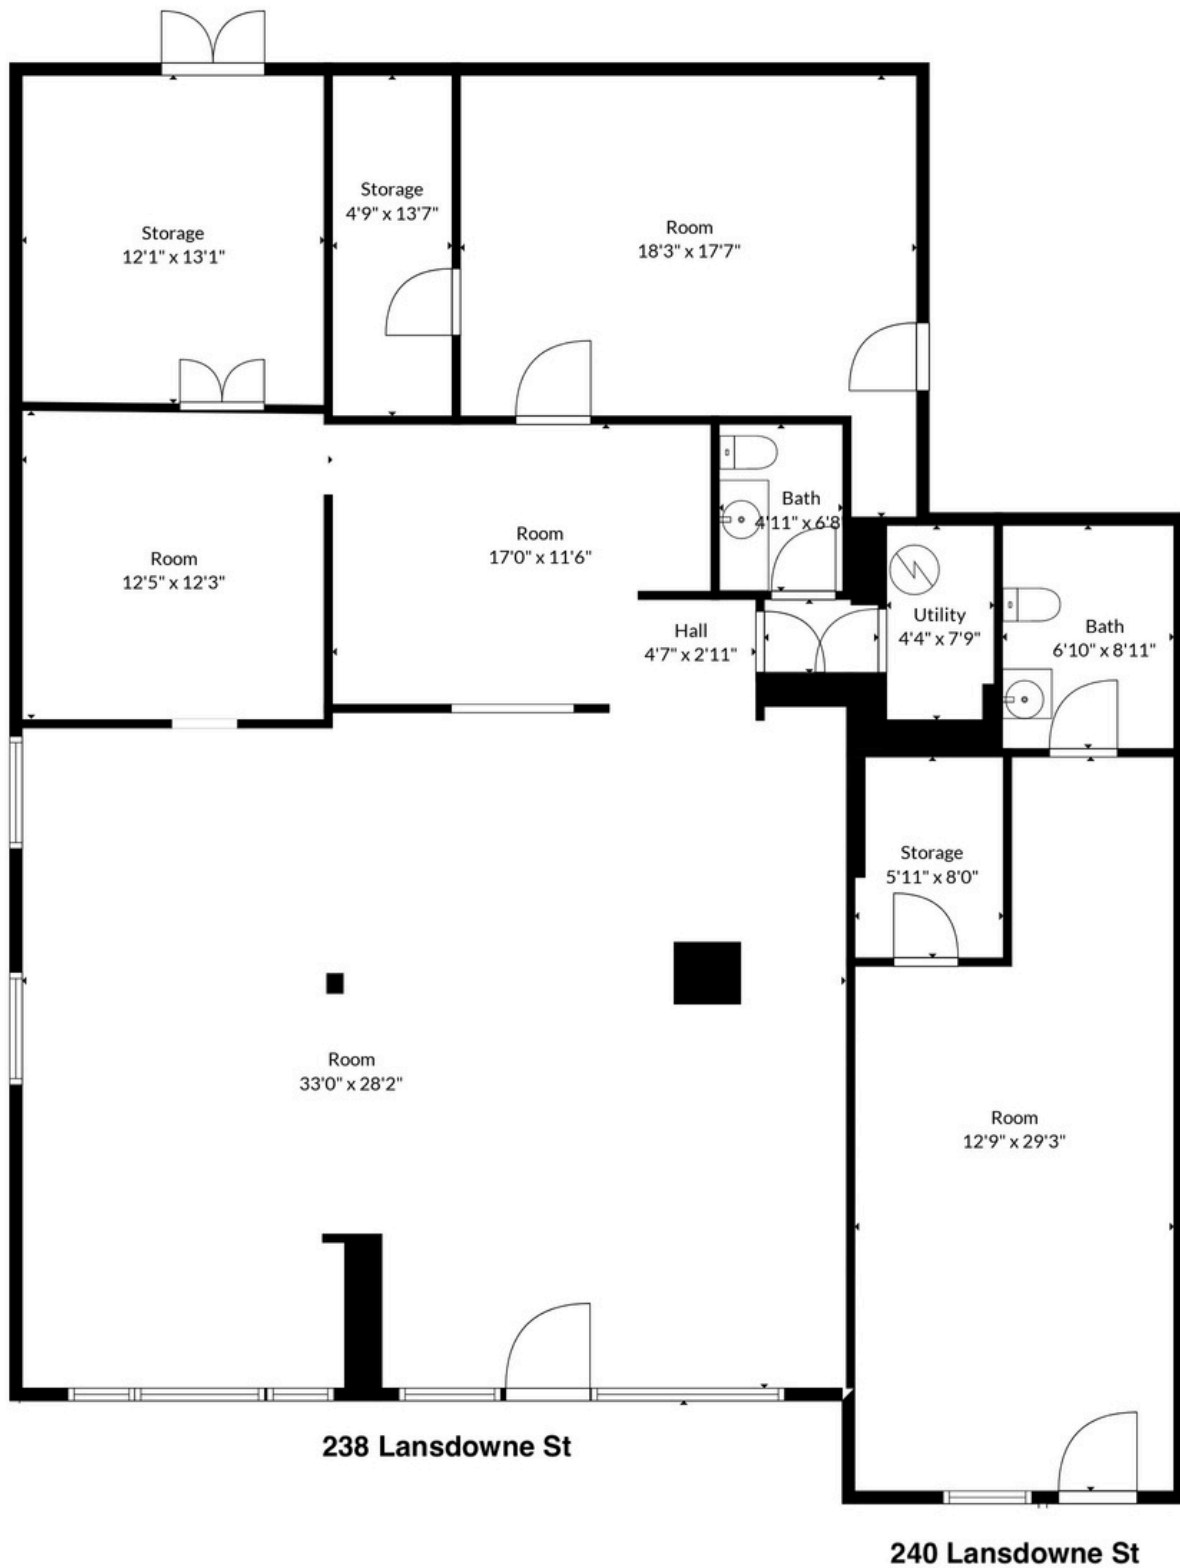 Storage
4'9" x 13'7"
Storage
12'1" x 13'1"
Room
18'3" x 17'7"
Bath
4'11" x 6'8
Room
17'0" x 11'6"
Room
12'5" x 12'3"
Hall
4'7" x 2'11"
Utility
4'4" x 7'9"
Bath
6'10" x 8'11"
Storage
5'11" x 8'0"
Room
33'0" x 28'2"
Room
12'9" x 29'3"
238 Lansdowne St
240 Lansdowne St